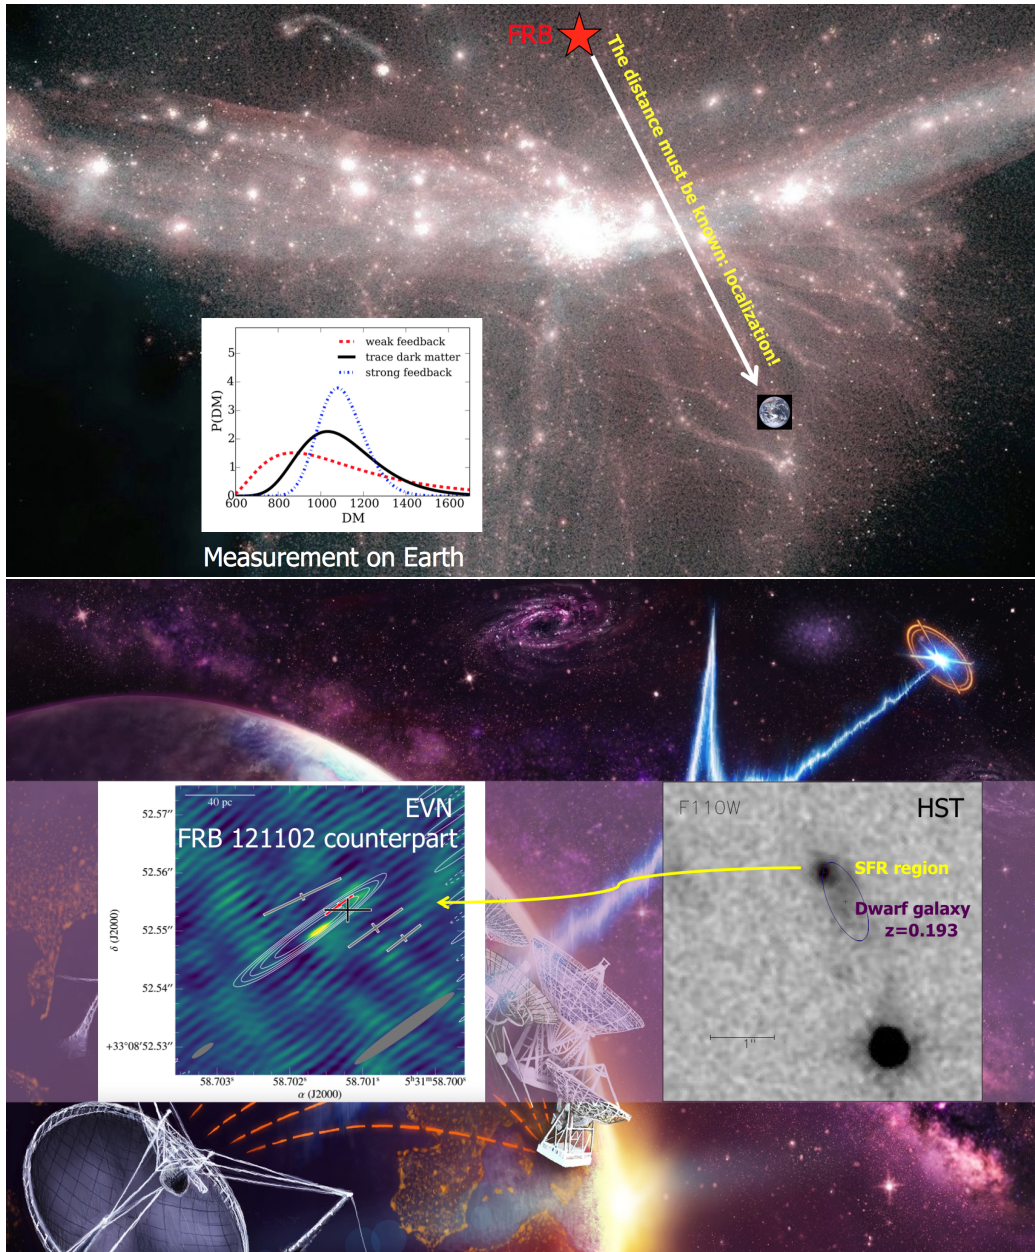 FRB
The distance must be known: localization!
weak feedback
trace dark matter
strong feedback
P(DM)
5
4
3
2
1
0
600 800 1000 1200 1400 1600
DM
Measurement on Earth
40 pc
EVN
FRB 121102 counterpart
52.57″
52.56″
52.55″
52.54″
+33°08′52.53″
δ (J2000)
58.703ˢ 58.702ˢ 58.701ˢ 5ʰ31ᵐ58.700ˢ
α (J2000)
F110W
HST
SFR region
Dwarf galaxy
z=0.193
1"